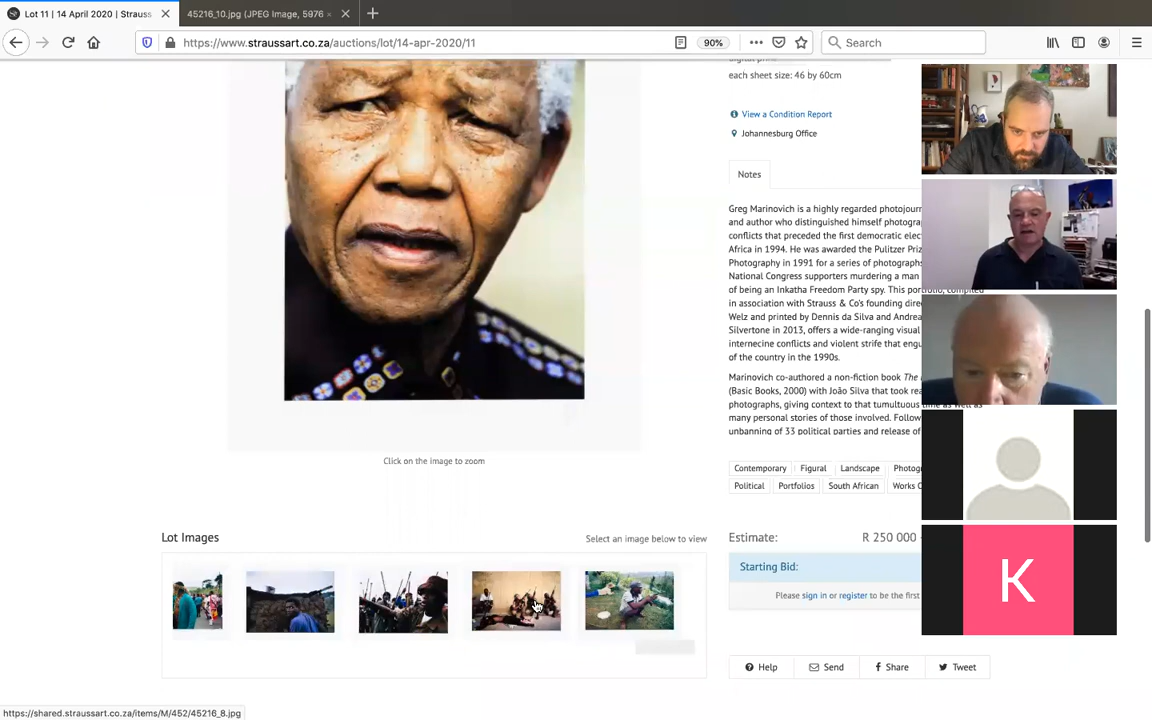 Lot 11 | 14 April 2020 | Strauss
45216_10.jpg (JPEG Image, 5976
https://www.straussart.co.za/auctions/lot/14-apr-2020/11
90%
Search
each sheet size: 46 by 60cm
View a Condition Report
Johannesburg Office
Notes
Greg Marinovich is a highly regarded photojourn
and author who distinguished himself photogra
conflicts that preceded the first democratic elec
Africa in 1994. He was awarded the Pulitzer Priz
Photography in 1991 for a series of photographs
National Congress supporters murdering a man
of being an Inkatha Freedom Party spy. This portfolio, compiled
in association with Strauss & Co's founding dire
Welz and printed by Dennis da Silva and Andrea
Silvertone in 2013, offers a wide-ranging visual
internecine conflicts and violent strife that engu
of the country in the 1990s.
Marinovich co-authored a non-fiction book The
(Basic Books, 2000) with João Silva that took rea
photographs, giving context to that tumultuous time as well as
many personal stories of those involved. Follow
unbanning of 33 political parties and release of
Contemporary Figural Landscape Photog
Political Portfolios South African Works C
Click on the image to zoom
Lot Images
Select an image below to view
Estimate: R 250 000
Starting Bid:
Please sign in or register to be the first
Help Send Share Tweet
K
https://shared.straussart.co.za/items/M/452/45216_8.jpg